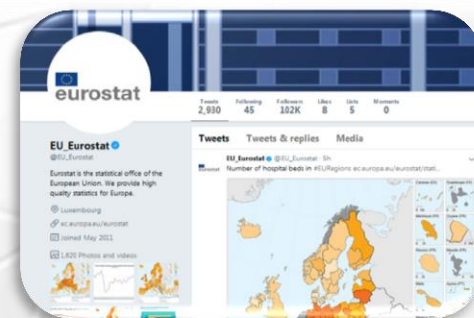 eurostat
Tweets Following Followers Likes Lists Moments
2,930 45 102K 8 5 0
EU_Eurostat
@EU_Eurostat
Eurostat is the statistical office of the
European Union. We provide high
quality statistics for Europe.
Luxembourg
ec.europa.eu/eurostat
Joined May 2011
1,820 Photos and videos
Tweets Tweets & replies Media
EU_Eurostat @EU_Eurostat · 5h
Number of hospital beds in #EURegions ec.europa.eu/eurostat/stati...
eurostat